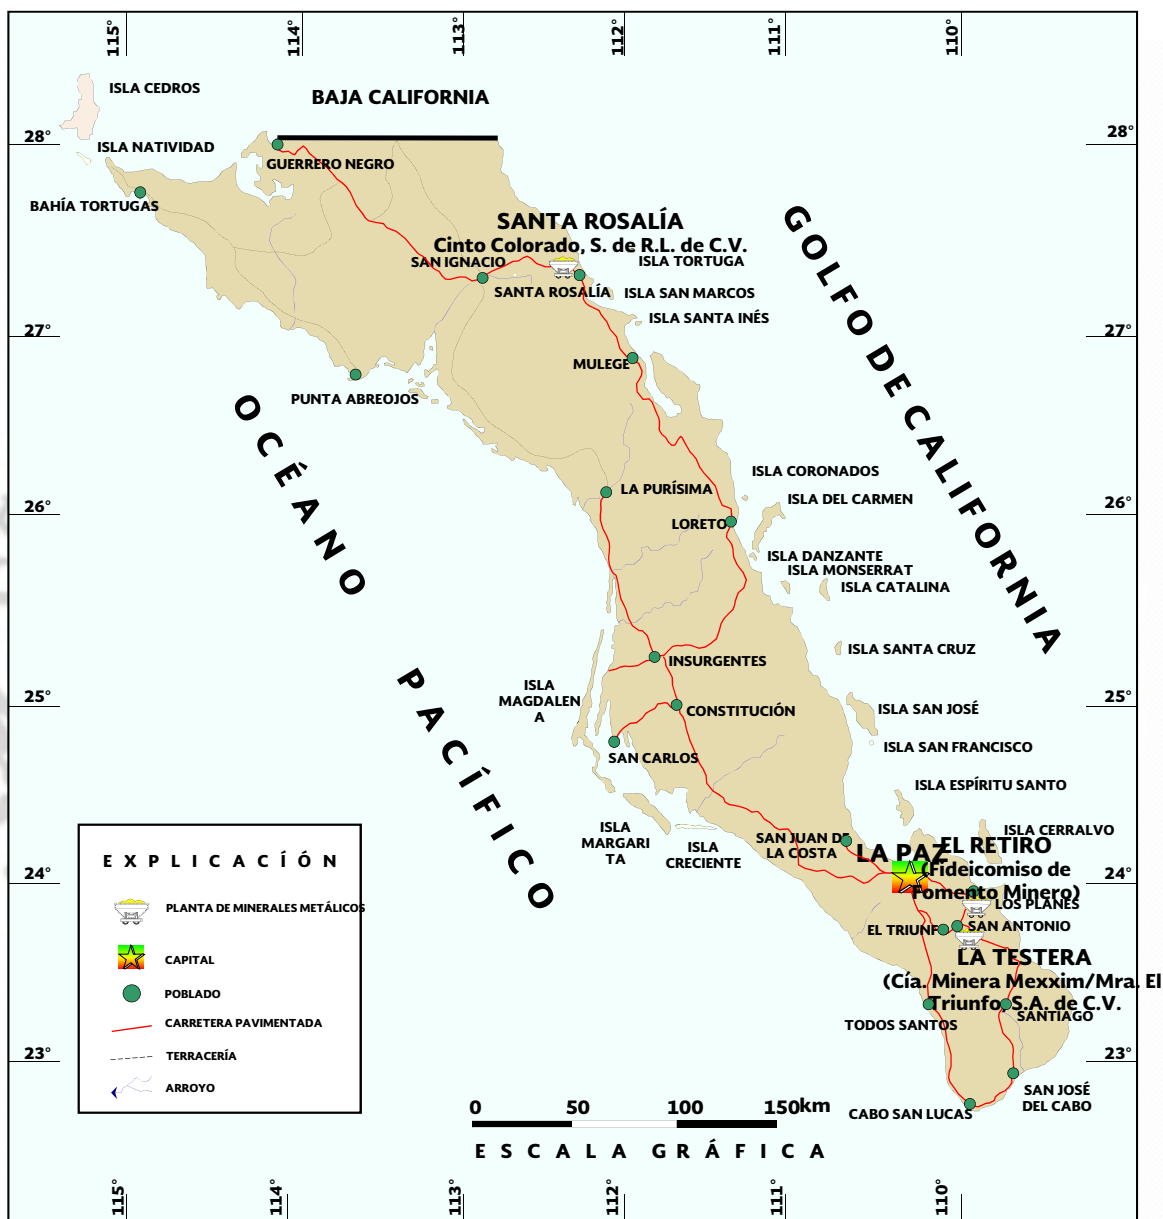 115°
114°
113°
112°
111°
110°
ISLA CEDROS
BAJA CALIFORNIA
28°
28°
ISLA NATIVIDAD
GUERRERO NEGRO
BAHÍA TORTUGAS
SANTA ROSALÍA
Cinto Colorado, S. de R.L. de C.V.
SAN IGNACIO
ISLA TORTUGA
SANTA ROSALÍA
ISLA SAN MARCOS
ISLA SANTA INÉS
GOLFO DE CALIFORNIA
27°
27°
MULEGE
PUNTA ABREOJOS
OCÉANO PACÍFICO
ISLA CORONADOS
LA PURÍSIMA
ISLA DEL CARMEN
26°
26°
LORETO
ISLA DANZANTE
ISLA MONSERRAT
ISLA CATALINA
ISLA SANTA CRUZ
INSURGENTES
ISLA
MAGDALEN
A
25°
25°
CONSTITUCIÓN
ISLA SAN JOSÉ
SAN CARLOS
ISLA SAN FRANCISCO
ISLA ESPÍRITU SANTO
ISLA
MARGARI
TA
ISLA
CRECIENTE
SAN JUAN DE
LA COSTA
ISLA CERRALVO
LA PAZ
EL RETIRO
(Fideicomiso de
Fomento Minero)
24°
24°
LOS PLANES
EL TRIUNF
SAN ANTONIO
LA TESTERA
(Cía. Minera Mexxim/Mra. El
Triunfo, S.A. de C.V.
SANTIAGO
TODOS SANTOS
23°
23°
SAN JOSÉ
DEL CABO
CABO SAN LUCAS
EXPLICACÍÓN
PLANTA DE MINERALES METÁLICOS
CAPITAL
POBLADO
CARRETERA PAVIMENTADA
TERRACERÍA
ARROYO
0 50 100 150km
ESCALA GRÁFICA
115°
114°
113°
112°
111°
110°